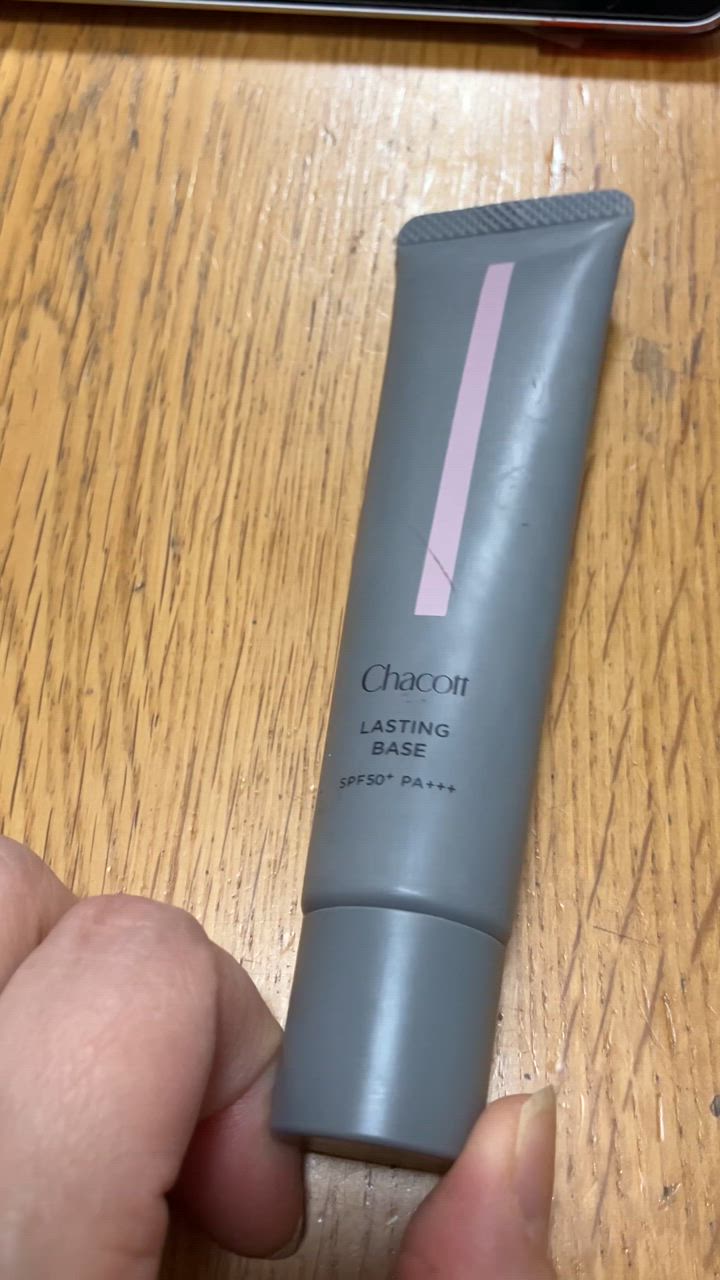 Chacott
LASTING
BASE
SPF50⁺ PA+++